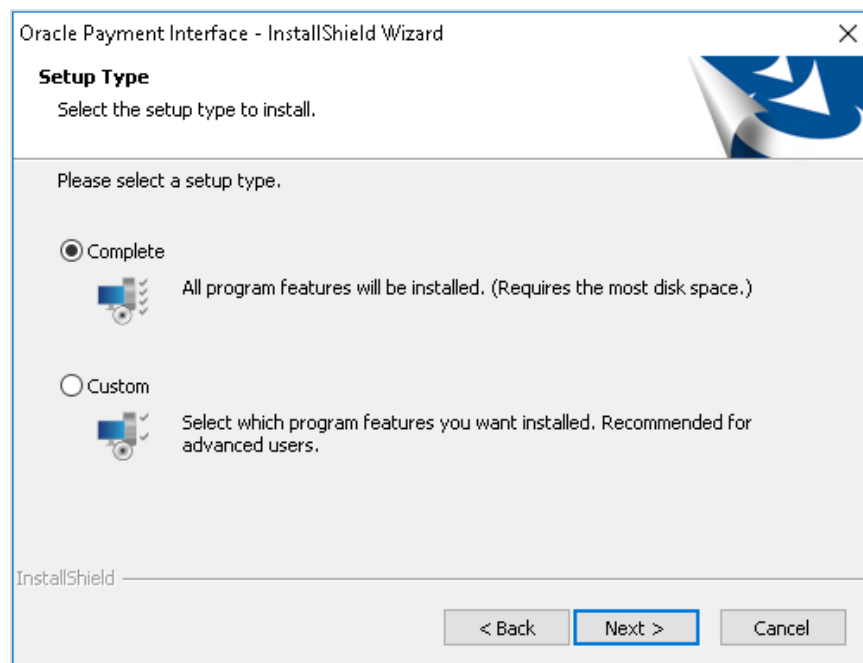 Oracle Payment Interface - InstallShield Wizard
Setup Type
Select the setup type to install.
Please select a setup type.
Complete
All program features will be installed. (Requires the most disk space.)
Custom
Select which program features you want installed. Recommended for
advanced users.
InstallShield
< Back
Next >
Cancel